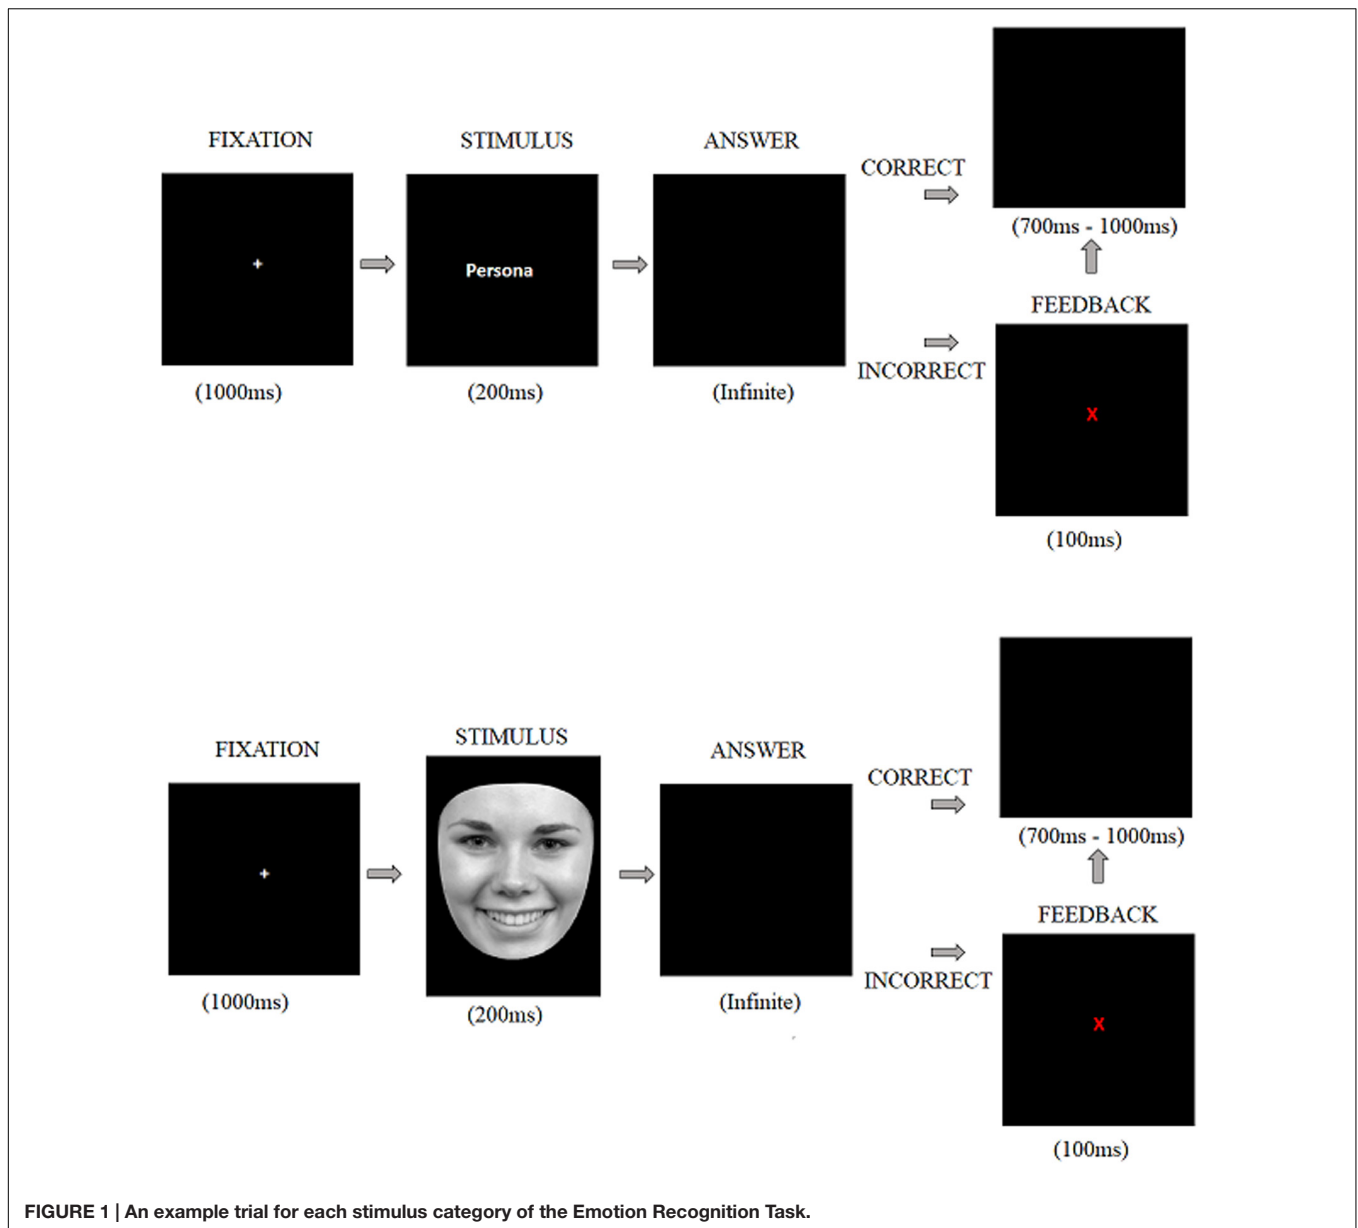 FIXATION
STIMULUS
ANSWER
CORRECT
(700ms - 1000ms)
+
Persona
FEEDBACK
INCORRECT
(1000ms)
(200ms)
(Infinite)
X
(100ms)
FIXATION
STIMULUS
ANSWER
CORRECT
(700ms - 1000ms)
+
FEEDBACK
INCORRECT
(1000ms)
(200ms)
(Infinite)
X
(100ms)
FIGURE 1 | An example trial for each stimulus category of the Emotion Recognition Task.